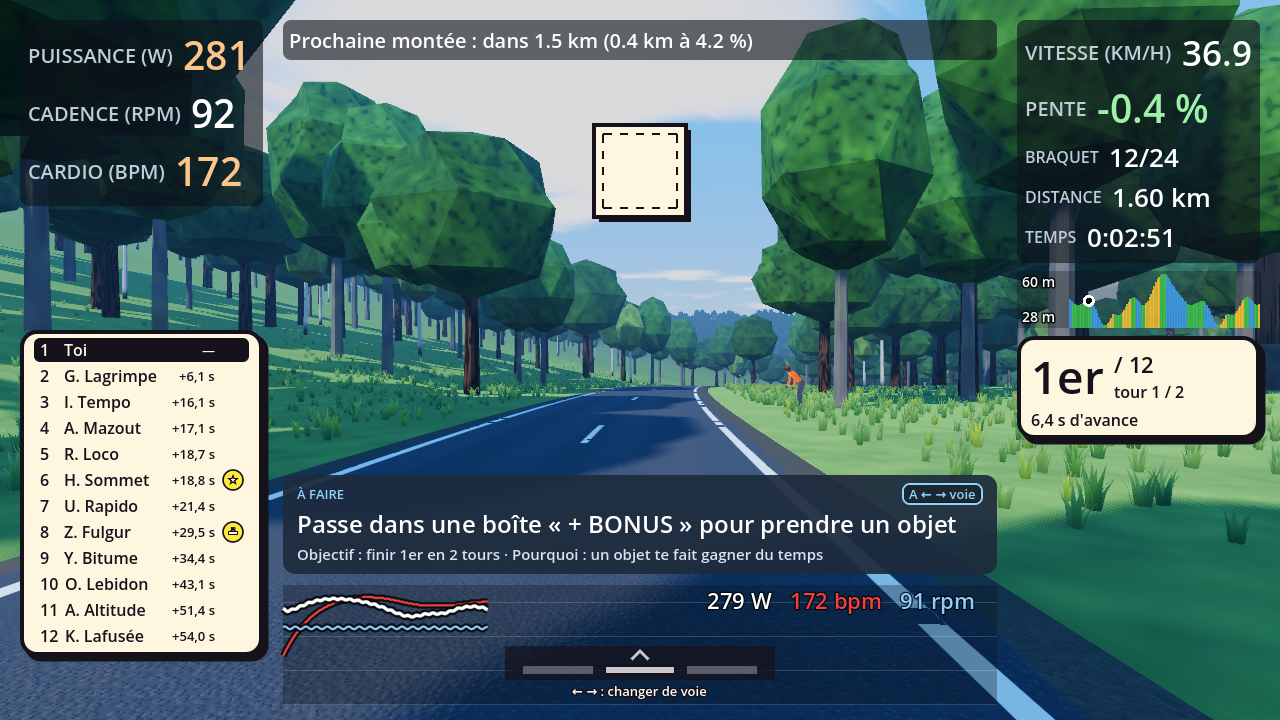 PUISSANCE (W) 281
CADENCE (RPM) 92
CARDIO (BPM) 172
Prochaine montée : dans 1.5 km (0.4 km à 4.2 %)
VITESSE (KM/H) 36.9
PENTE -0.4 %
BRAQUET 12/24
DISTANCE 1.60 km
TEMPS 0:02:51
60 m
28 m
1er / 12
tour 1 / 2
6,4 s d'avance
1 Toi —
2 G. Lagrimpe +6,1 s
3 I. Tempo +16,1 s
4 A. Mazout +17,1 s
5 R. Loco +18,7 s
6 H. Sommet +18,8 s
7 U. Rapido +21,4 s
8 Z. Fulgur +29,5 s
9 Y. Bitume +34,4 s
10 O. Lebidon +43,1 s
11 A. Altitude +51,4 s
12 K. Lafusée +54,0 s
À FAIRE
A ← → voie
Passe dans une boîte « + BONUS » pour prendre un objet
Objectif : finir 1er en 2 tours · Pourquoi : un objet te fait gagner du temps
279 W 172 bpm 91 rpm
← → : changer de voie